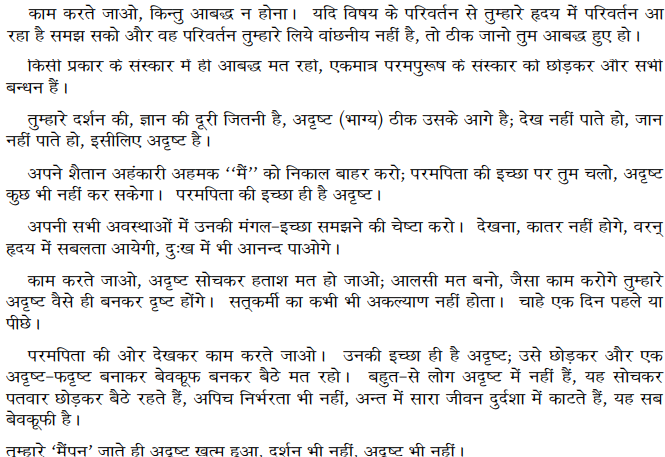 काम करते जाओ, किन्तु आबद्ध न होना। यदि विषय के परिवर्तन से तुम्हारे हृदय में परिवर्तन आ
रहा है समझ सको और वह परिवर्तन तुम्हारे लिये वांछनीय नहीं है, तो ठीक जानो तुम आबद्ध हुए हो।
किसी प्रकार के संस्कार में ही आबद्ध मत रहो, एकमात्र परमपुरूष के संस्कार को छोड़कर और सभी
बन्धन हैं।
तुम्हारे दर्शन की, ज्ञान की दूरी जितनी है, अदृष्ट (भाग्य) ठीक उसके आगे है; देख नहीं पाते हो, जान
नहीं पाते हो, इसीलिए अदृष्ट है।
अपने शैतान अहंकारी अहमक ‘‘मैं’’ को निकाल बाहर करो; परमपिता की इच्छा पर तुम चलो, अदृष्ट
कुछ भी नहीं कर सकेगा। परमपिता की इच्छा ही है अदृष्ट।
अपनी सभी अवस्थाओं में उनकी मंगल-इच्छा समझने की चेष्टा करो। देखना, कातर नहीं होगे, वरन्
हृदय में सबलता आयेगी, दुःख में भी आनन्द पाओगे।
काम करते जाओ, अदृष्ट सोचकर हताश मत हो जाओ; आलसी मत बनो, जैसा काम करोगे तुम्हारे
अदृष्ट वैसे ही बनकर दृष्ट होंगे। सत्‌कर्मी का कभी भी अकल्याण नहीं होता। चाहे एक दिन पहले या
पीछे।
परमपिता की ओर देखकर काम करते जाओ। उनकी इच्छा ही है अदृष्ट; उसे छोड़कर और एक
अदृष्ट-फदृष्ट बनाकर बेवकूफ बनकर बैठे मत रहो। बहुत-से लोग अदृष्ट में नहीं हैं, यह सोचकर
पतवार छोड़कर बैठे रहते हैं, अपिच निर्भरता भी नहीं, अन्त में सारा जीवन दुर्दशा में काटते हैं, यह सब
बेवकूफी है।
तुम्हारे ‘मैंपन’ जाते ही अदृष्ट खत्म हुआ, दर्शन भी नहीं, अदृष्ट भी नहीं।